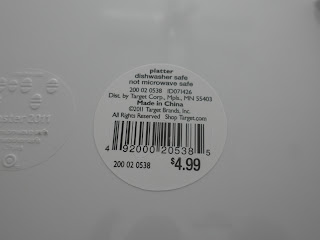 platter
dishwasher safe
not microwave safe
200 02 0538 ID071426
Dist. by Target Corp., Mpls., MN 55403
Made in China
©2011 Target Brands, Inc.
All Rights Reserved Shop Target.com
4 92000 20538 5
200 02 0538 $4.99